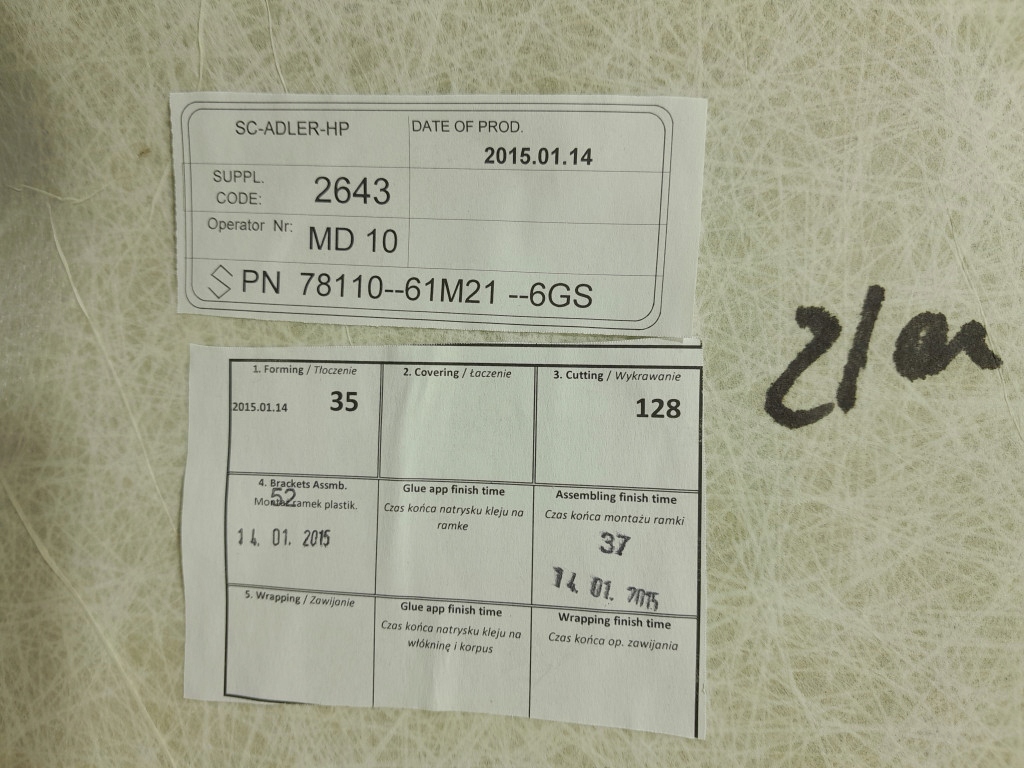 SC-ADLER-HP
DATE OF PROD.
2015.01.14
SUPPL.
CODE:
2643
Operator Nr:
MD 10
PN 78110--61M21 --6GS
1. Forming / Tłoczenie
2015.01.14
35
2. Covering / Łaczenie
3. Cutting / Wykrawanie
128
4. Brackets Assmb.
52
plastik.
14. 01. 2015
Glue app finish time
Czas końca natrysku kleju na
ramke
Assembling finish time
Czas końca montażu ramki
37
14. 01. 2015
5. Wrapping / Zawijanie
Glue app finish time
Czas końca natrysku kleju na
włókninę i korpus
Wrapping finish time
Czas końca op. zawijania